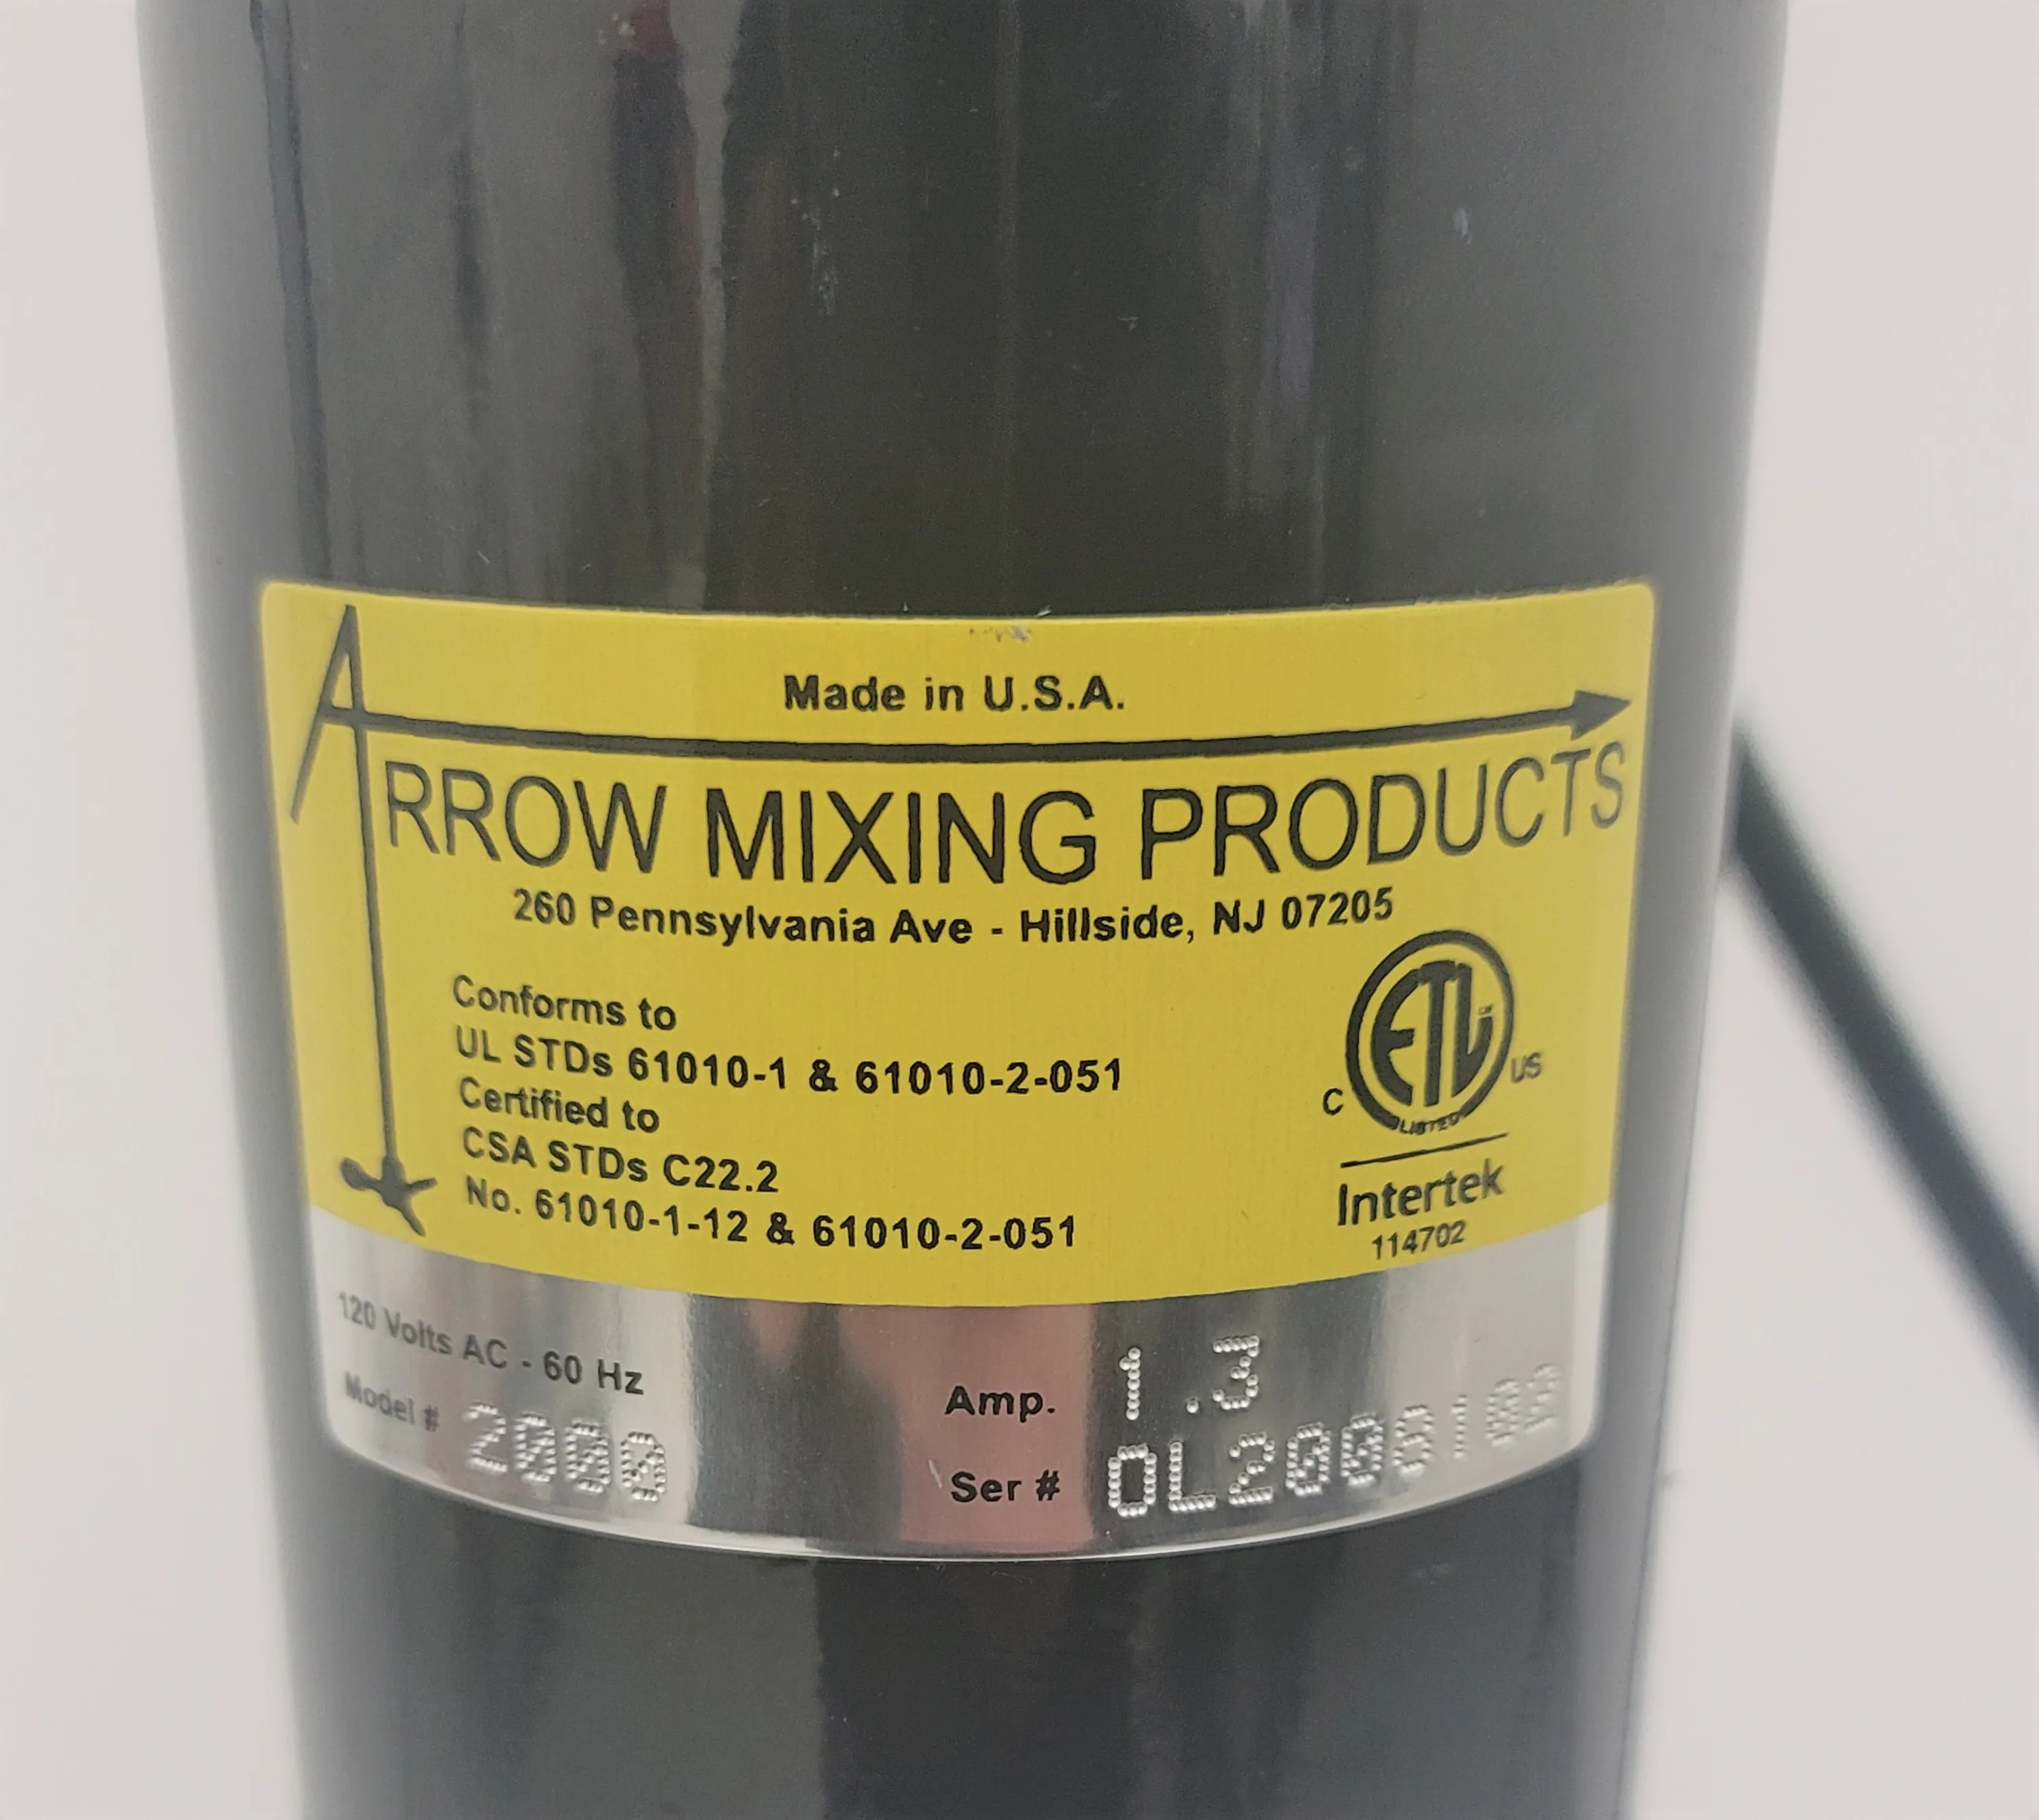 Made in U.S.A.
ARROW MIXING PRODUCTS
260 Pennsylvania Ave - Hillside, NJ 07205
Conforms to
UL STDs 61010-1 & 61010-2-051
Certified to
CSA STDs C22.2
No. 61010-1-12 & 61010-2-051
ETL
C US
LISTED
Intertek
114702
120 Volts AC - 60 Hz
Amp. 1.3
Model # 2000
Ser #